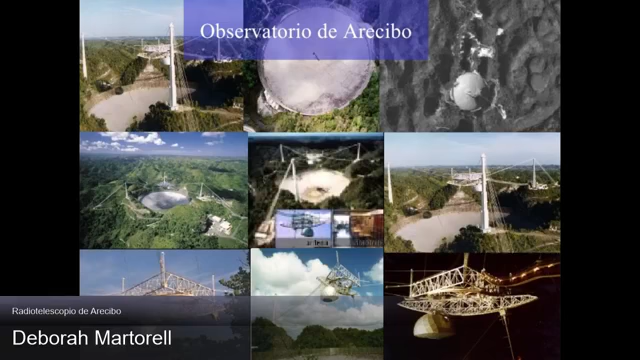 Observatorio de Arecibo
Radiotelescopio de Arecibo
Deborah Martorell